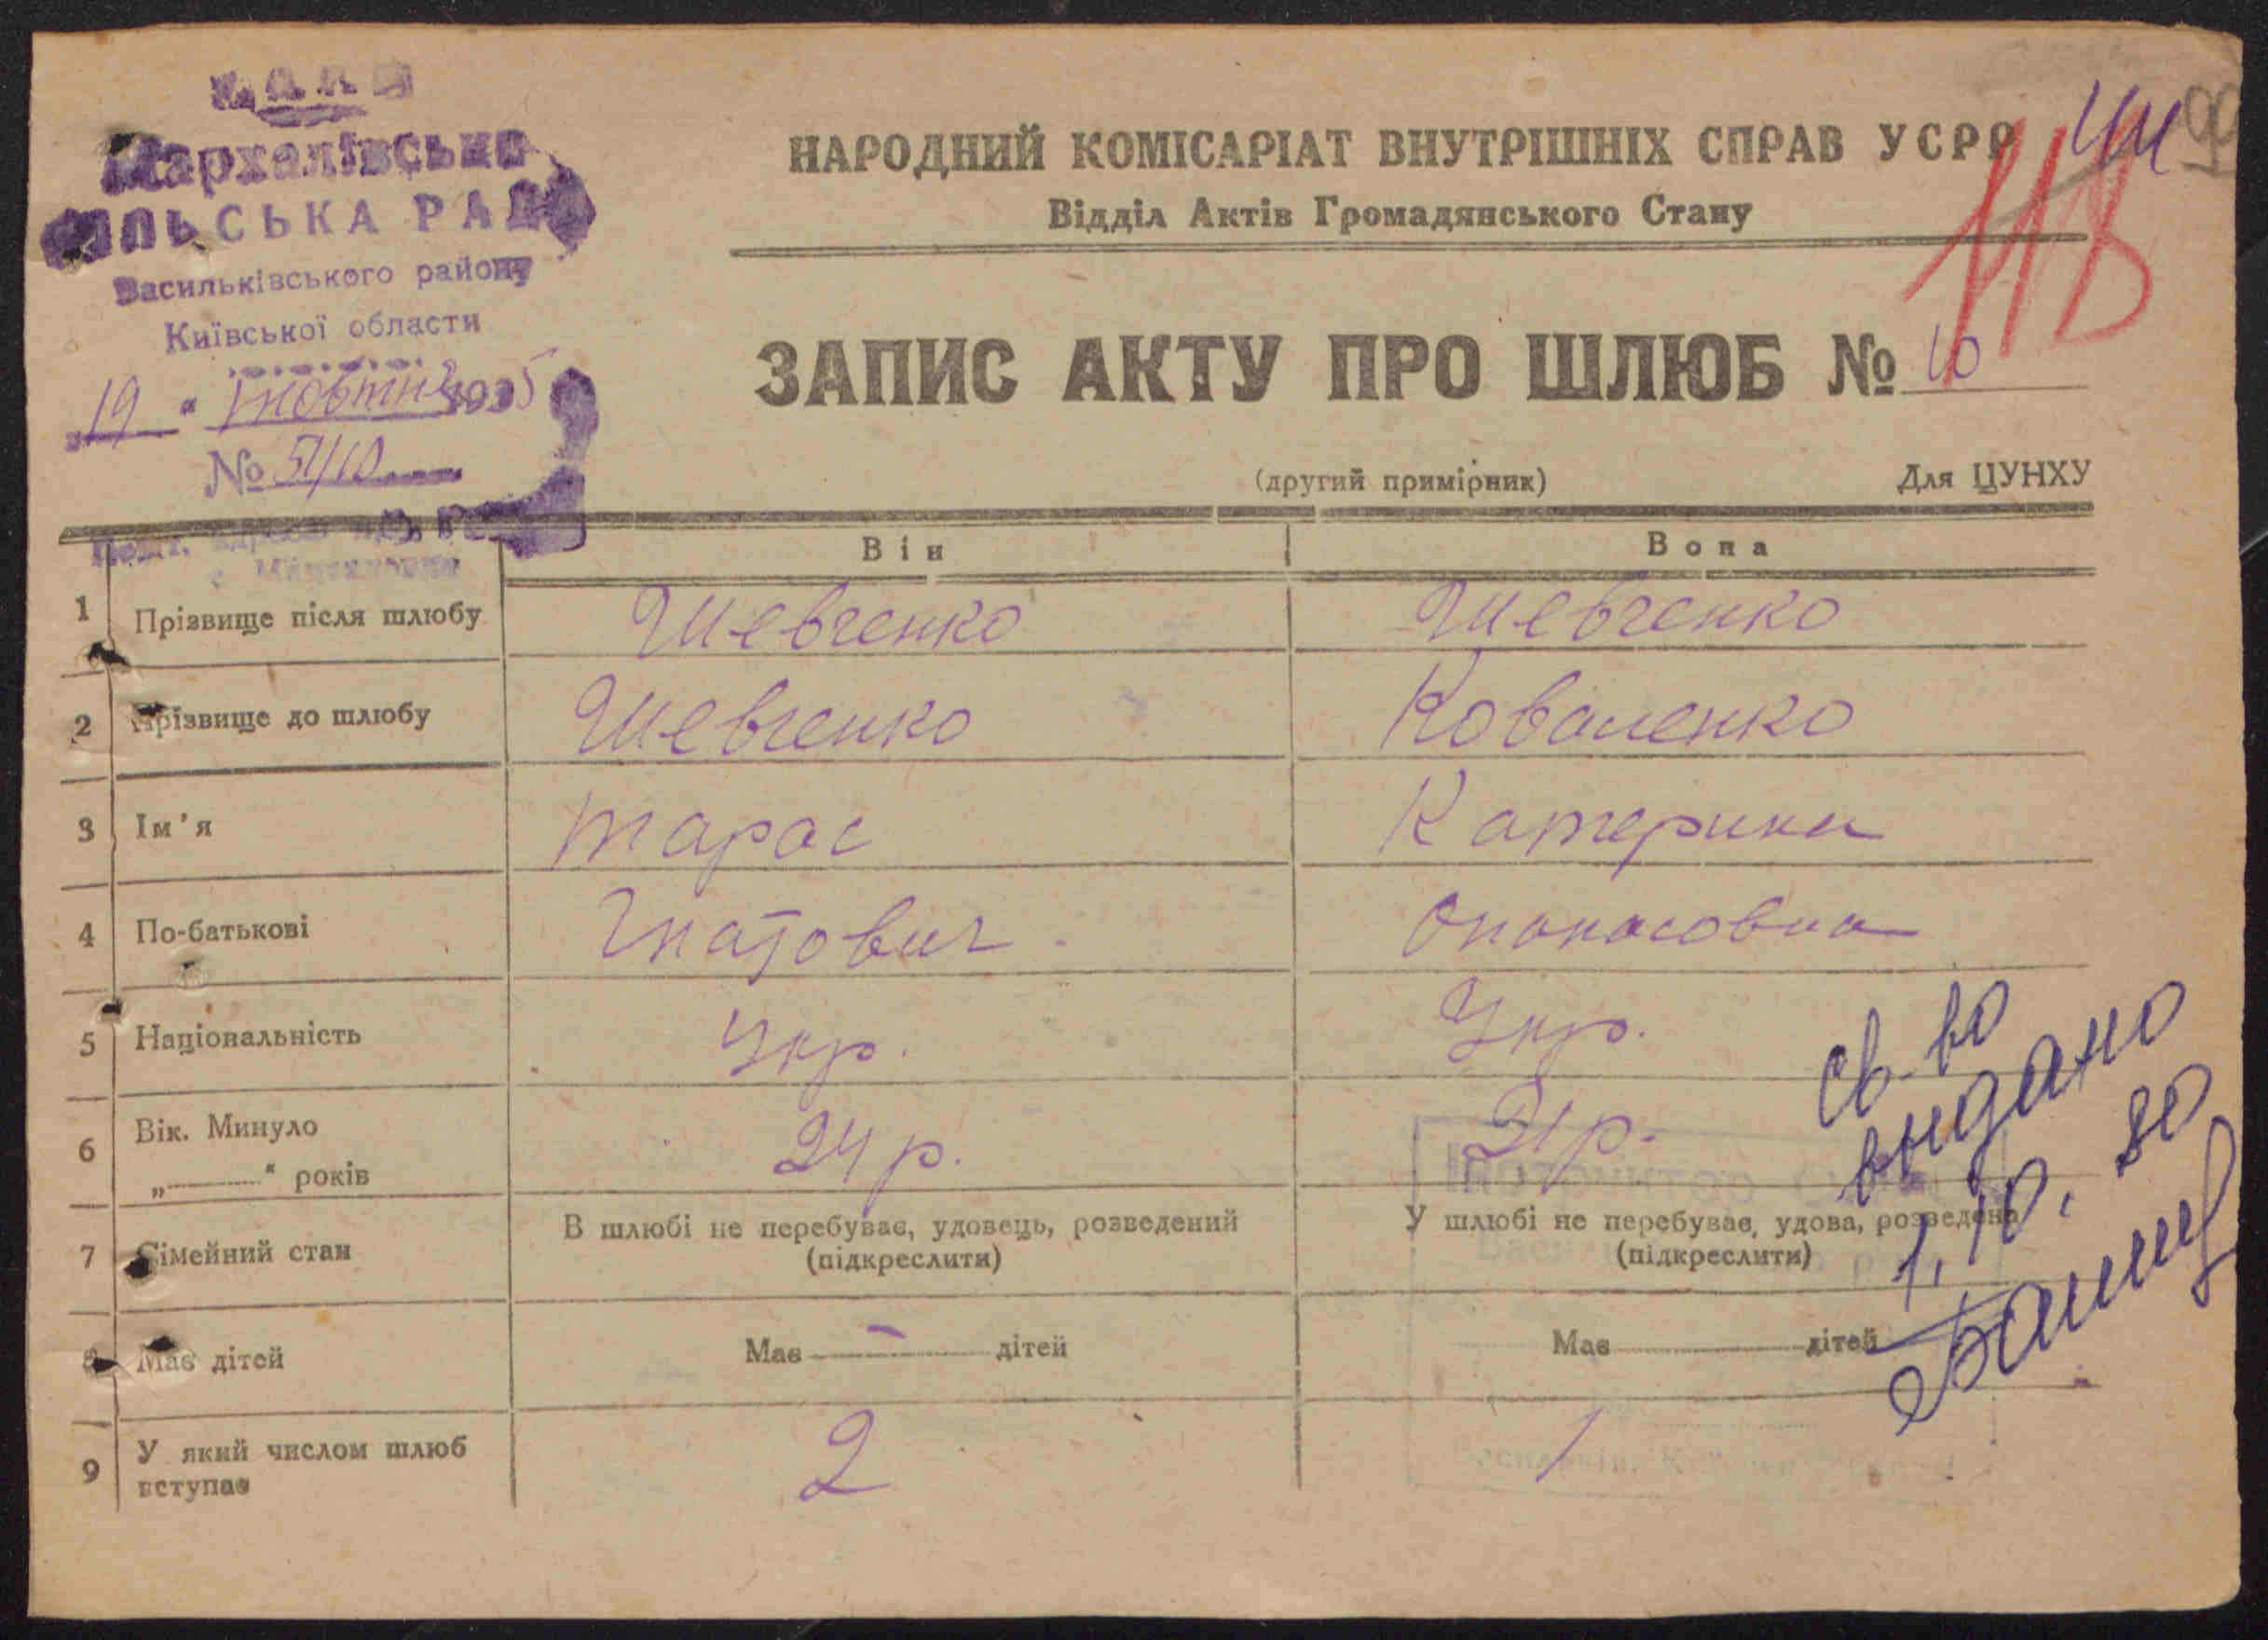 Мархалівська
СІЛЬСЬКА РАДА
Васильківського району
Київської области
19 " жовтня 1935
№ 51/10
НАРОДНИЙ КОМІСАРІАТ ВНУТРІШНІХ СПРАВ УСРР
Відділ Актів Громадянського Стану
ЗАПИС АКТУ ПРО ШЛЮБ № 10
(другий примірник) Для ЦУНХУ
Він Вона
1 Прізвище після шлюбу Шевченко Шевченко
2 Прізвище до шлюбу Шевченко Коваленко
3 Ім'я Тарас Катерина
4 По-батькові Гнатович. Опанасовна
5 Національність Укр. Укр.
6 Вік. Минуло
„——" років 24 р. 21 р.
7 Сімейний стан В шлюбі не перебуває, удовець, розведений
(підкреслити) У шлюбі не перебуває, удова, розведена
(підкреслити)
8 Має дітей Має — дітей Має дітей
9 У який числом шлюб
вступає 2 1
св-во
видано
1.10.80